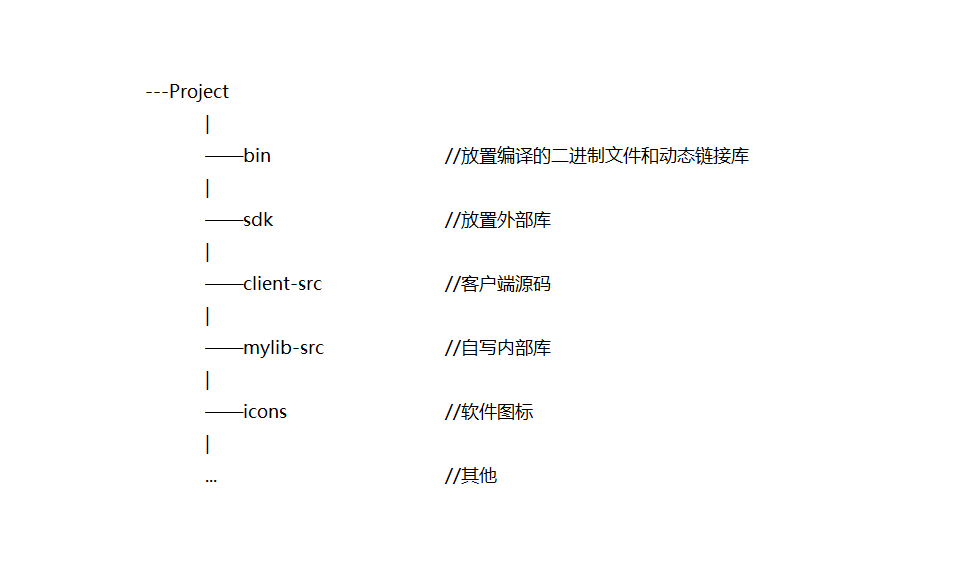 ---Project
|
——bin //放置编译的二进制文件和动态链接库
|
——sdk //放置外部库
|
——client-src //客户端源码
|
——mylib-src //自写内部库
|
——icons //软件图标
|
... //其他